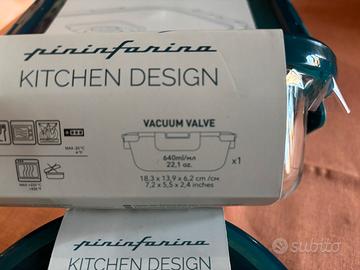 pininfarina
KITCHEN DESIGN
VACUUM VALVE
640ml/мл
22,1 oz.
x1
18,3 x 13,9 x 6,2 cm /см
7,2 x 5,5 x 2,4 inches
pininfarina
KITCHEN DESIGN
subito